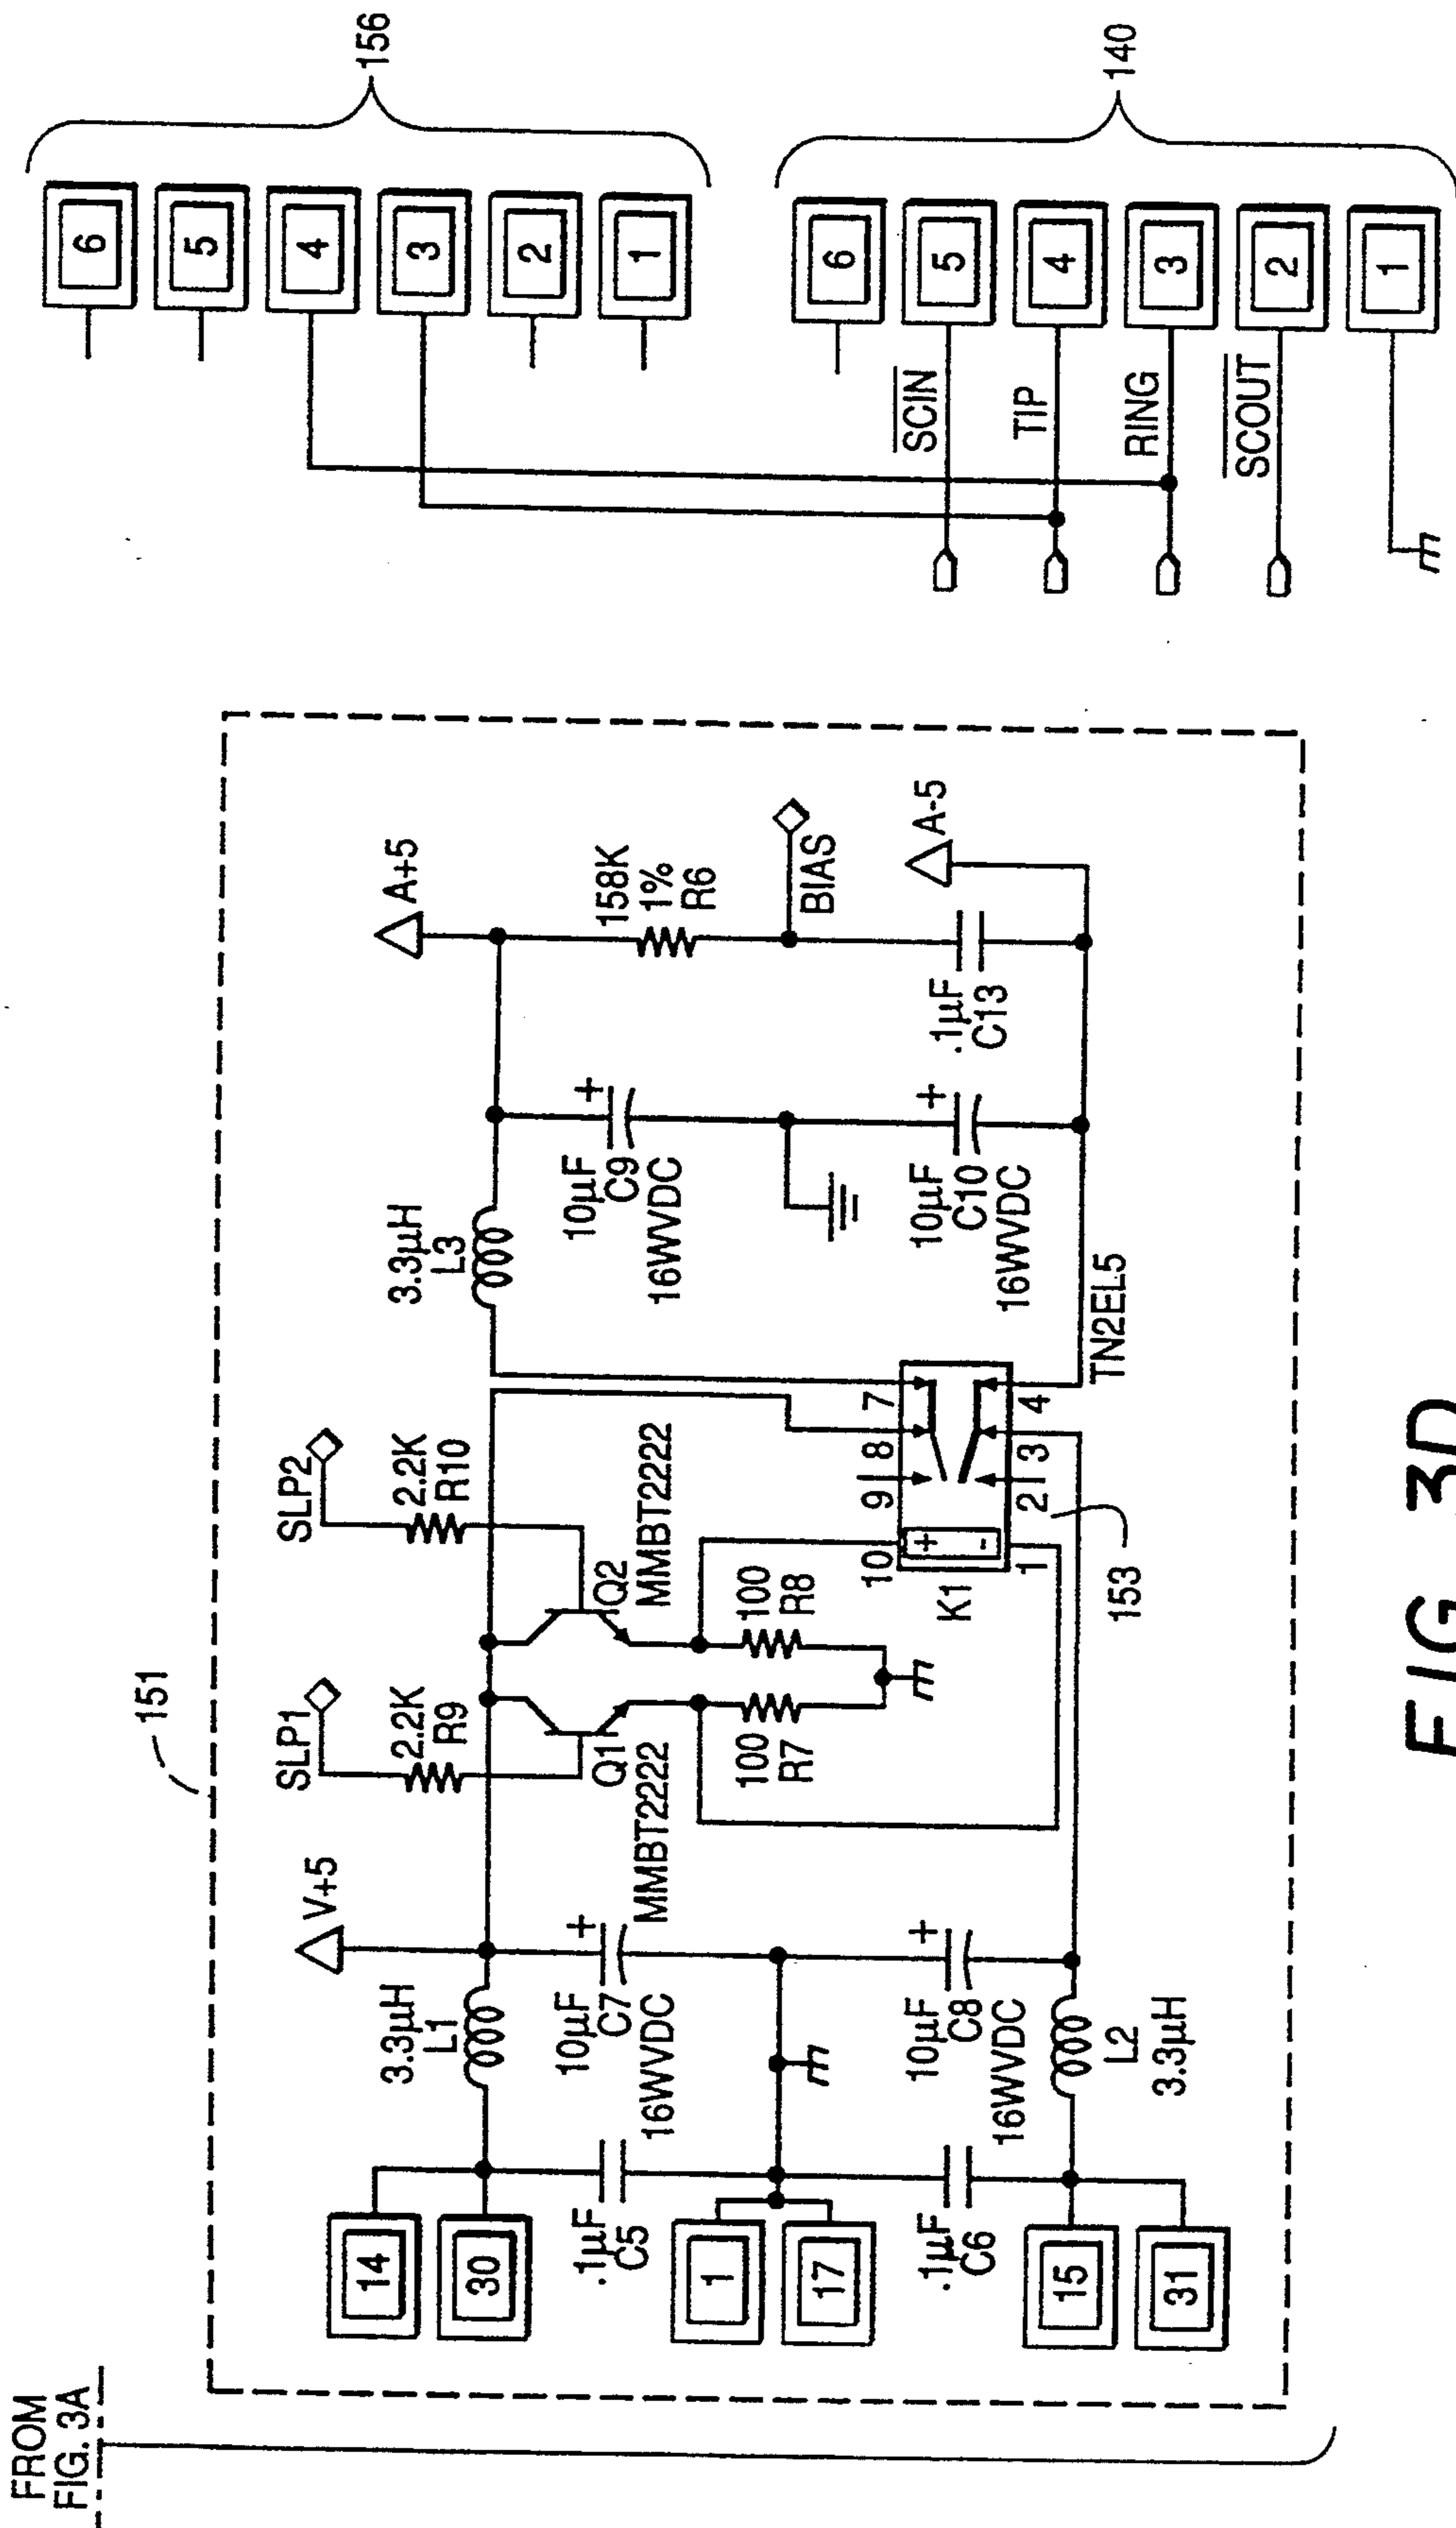 FROM
FIG. 3A
151
V+5
SLP1
SLP2
2.2K
R9
2.2K
R10
3.3µH
L1
3.3µH
L3
A+5
14
30
.1µF
C5
10µF
C7
16WVDC
Q1
MMBT2222
Q2
MMBT2222
10µF
C9
16WVDC
158K
1%
R6
BIAS
1
17
100
R7
100
R8
.1µF
C6
10µF
C8
16WVDC
K1
10
9
8
7
+
-
1
2
3
4
153
TN2EL5
10µF
C10
16WVDC
.1µF
C13
A-5
15
31
L2
3.3µH
6
5
4
3
2
1
156
6
5
4
3
2
1
140
SCIN
TIP
RING
SCOUT
FIG. 3D